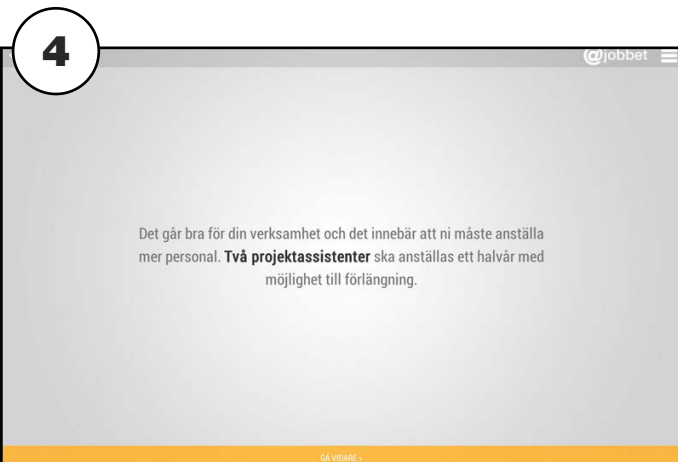 4
@jobbet
Det går bra för din verksamhet och det innebär att ni måste anställa
mer personal. Två projektassistenter ska anställas ett halvår med
möjlighet till förlängning.
GÅ VIDARE »